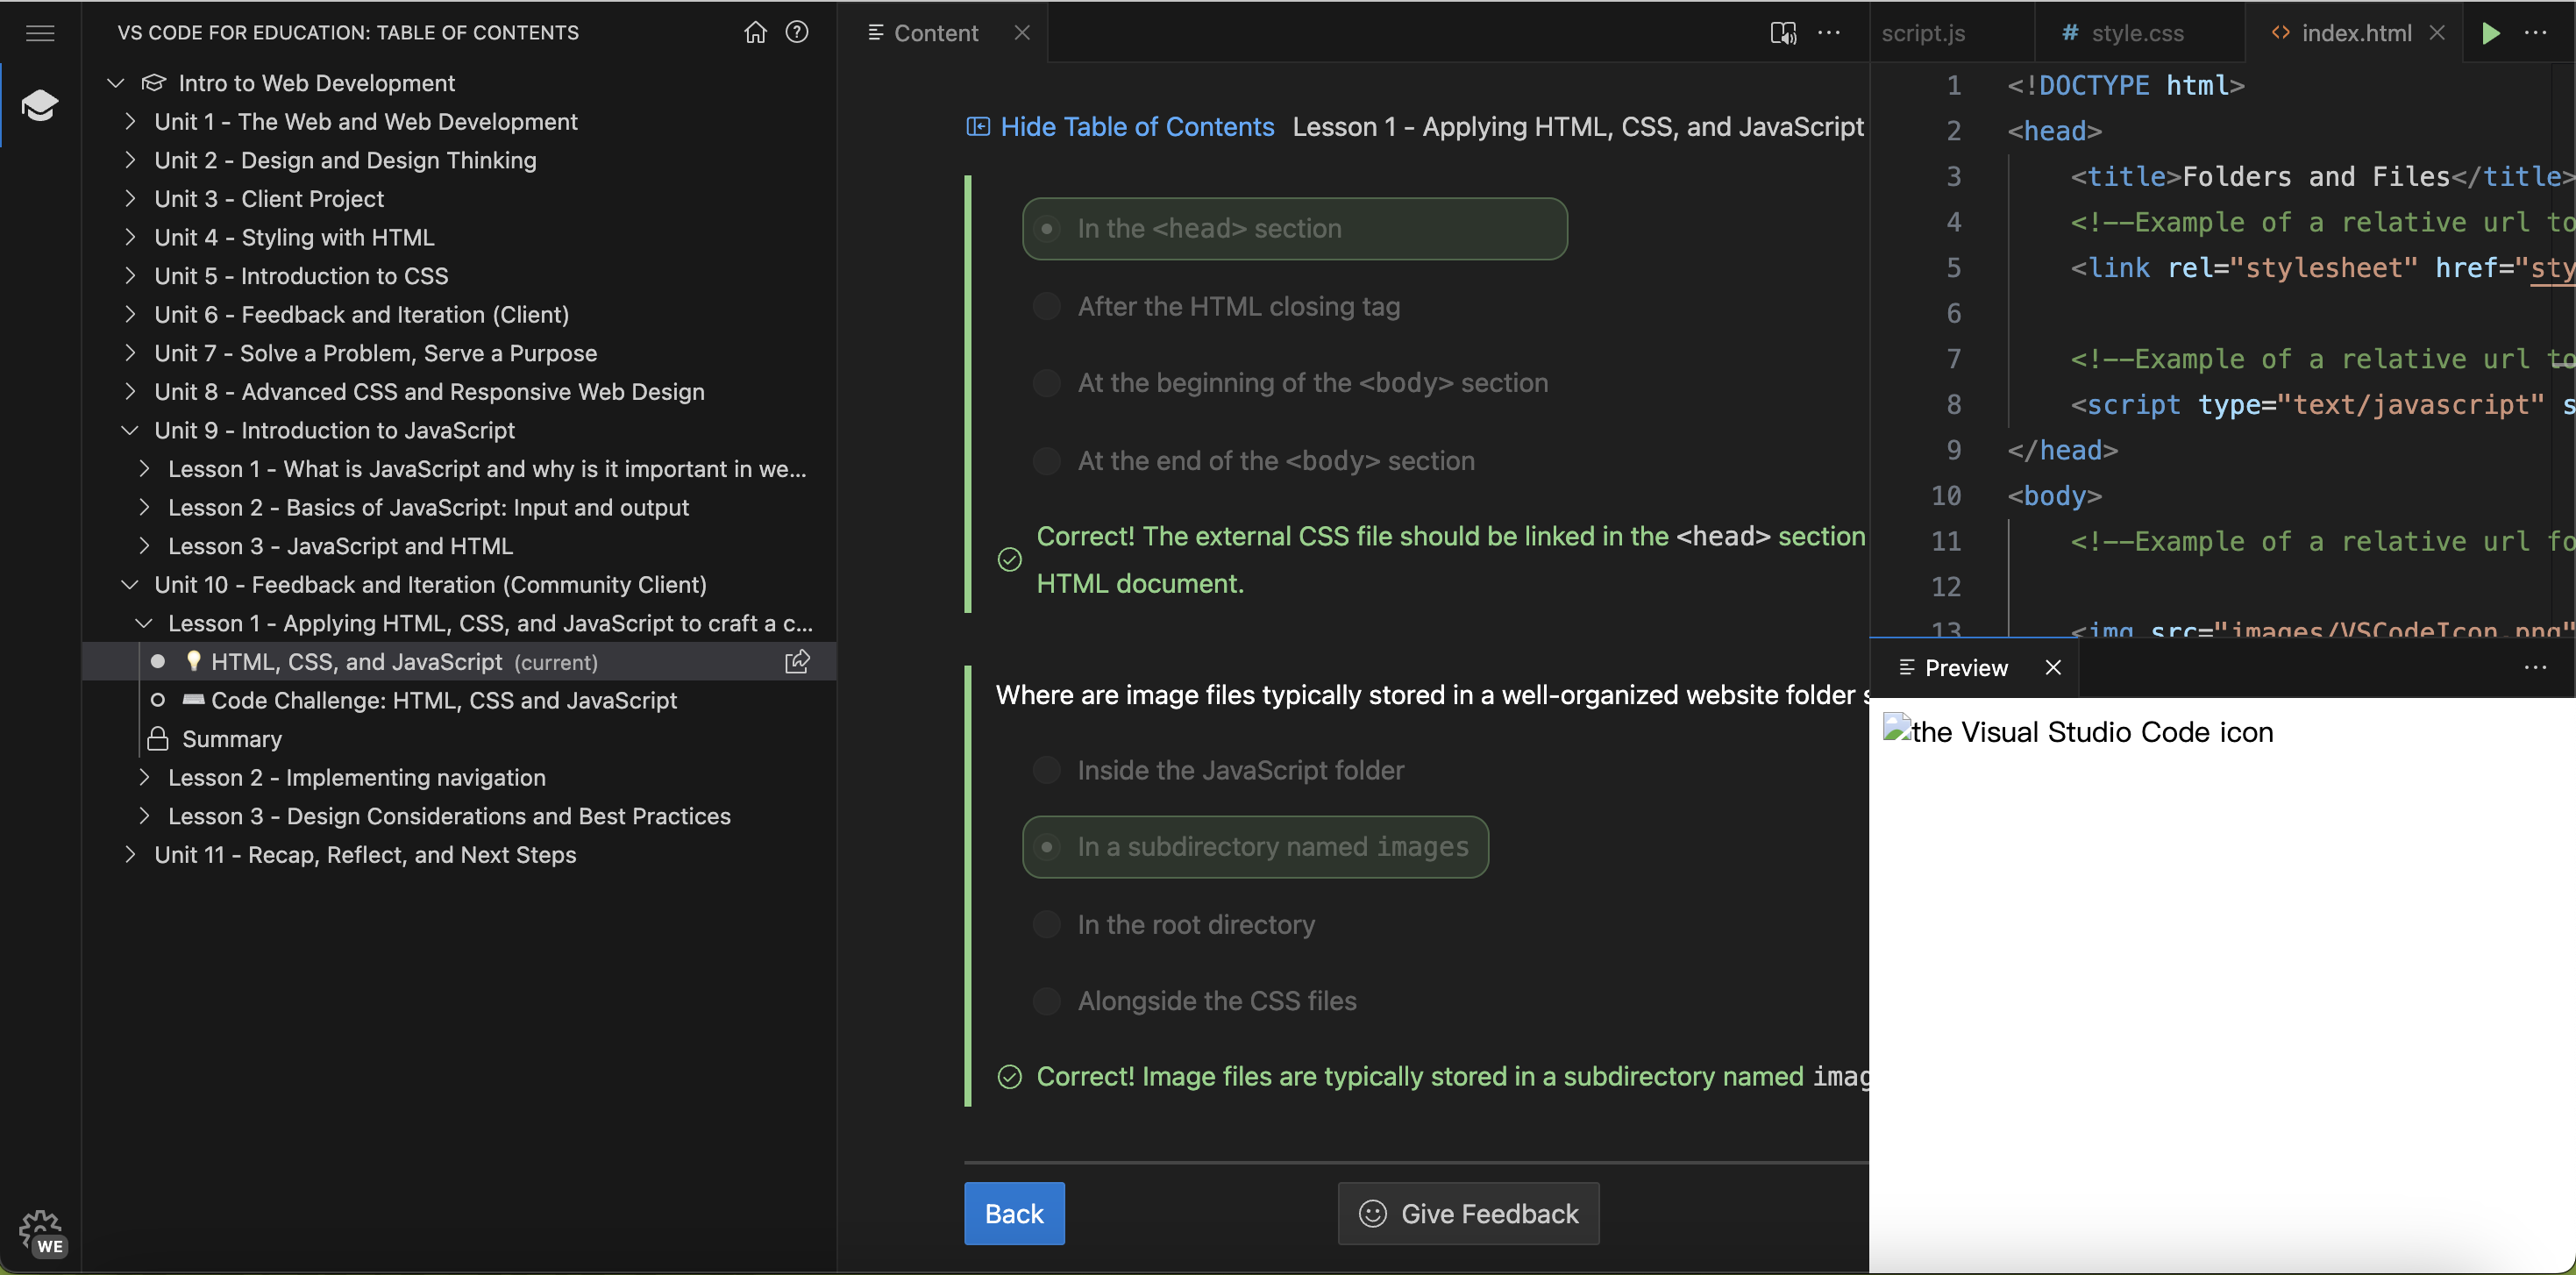 VS CODE FOR EDUCATION: TABLE OF CONTENTS
Intro to Web Development
Unit 1 - The Web and Web Development
Unit 2 - Design and Design Thinking
Unit 3 - Client Project
Unit 4 - Styling with HTML
Unit 5 - Introduction to CSS
Unit 6 - Feedback and Iteration (Client)
Unit 7 - Solve a Problem, Serve a Purpose
Unit 8 - Advanced CSS and Responsive Web Design
Unit 9 - Introduction to JavaScript
Lesson 1 - What is JavaScript and why is it important in we...
Lesson 2 - Basics of JavaScript: Input and output
Lesson 3 - JavaScript and HTML
Unit 10 - Feedback and Iteration (Community Client)
Lesson 1 - Applying HTML, CSS, and JavaScript to craft a c...
HTML, CSS, and JavaScript (current)
Code Challenge: HTML, CSS and JavaScript
Summary
Lesson 2 - Implementing navigation
Lesson 3 - Design Considerations and Best Practices
Unit 11 - Recap, Reflect, and Next Steps
WE
Content
Hide Table of Contents Lesson 1 - Applying HTML, CSS, and JavaScript
In the <head> section
After the HTML closing tag
At the beginning of the <body> section
At the end of the <body> section
Correct! The external CSS file should be linked in the <head> section
HTML document.
Where are image files typically stored in a well-organized website folder s
Inside the JavaScript folder
In a subdirectory named images
In the root directory
Alongside the CSS files
Correct! Image files are typically stored in a subdirectory named imag
Back
Give Feedback
script.js # style.css <> index.html
1 <!DOCTYPE html>
2 <head>
3 <title>Folders and Files</title>
4 <!--Example of a relative url to
5 <link rel="stylesheet" href="sty
6
7 <!--Example of a relative url to
8 <script type="text/javascript" s
9 </head>
10 <body>
11 <!--Example of a relative url fo
12
13 <img src="images/VSCodeIcon.png"
Preview
the Visual Studio Code icon